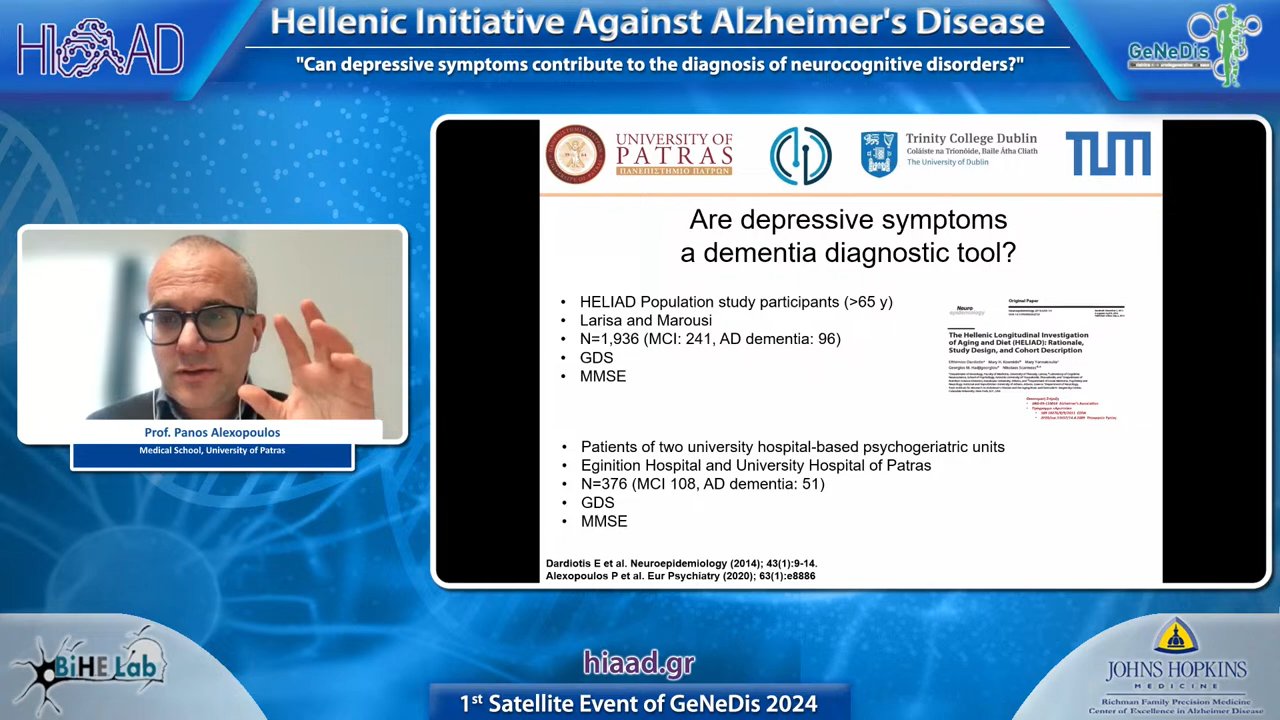 Hellenic Initiative Against Alzheimer's Disease
"Can depressive symptoms contribute to the diagnosis of neurocognitive disorders?"
HIAAD
GeNeDis
UNIVERSITY OF
PATRAS
ΠΑΝΕΠΙΣΤΗΜΙΟ ΠΑΤΡΩΝ
Trinity College Dublin
Coláiste na Tríonóide, Baile Átha Cliath
The University of Dublin
TUM
Are depressive symptoms
a dementia diagnostic tool?
• HELIAD Population study participants (>65 y)
• Larisa and Marousi
• N=1,936 (MCI: 241, AD dementia: 96)
• GDS
• MMSE
Original Paper
Neuro
epidemiology
The Hellenic Longitudinal Investigation
of Aging and Diet (HELIAD): Rationale,
Study Design, and Cohort Description
• Patients of two university hospital-based psychogeriatric units
• Eginition Hospital and University Hospital of Patras
• N=376 (MCI 108, AD dementia: 51)
• GDS
• MMSE
Dardiotis E et al. Neuroepidemiology (2014); 43(1):9-14.
Alexopoulos P et al. Eur Psychiatry (2020); 63(1):e8886
Prof. Panos Alexopoulos
Medical School, University of Patras
BiHE Lab
hiaad.gr
1st Satellite Event of GeNeDis 2024
JOHNS HOPKINS
MEDICINE
Richman Family Precision Medicine
Center of Excellence in Alzheimer Disease